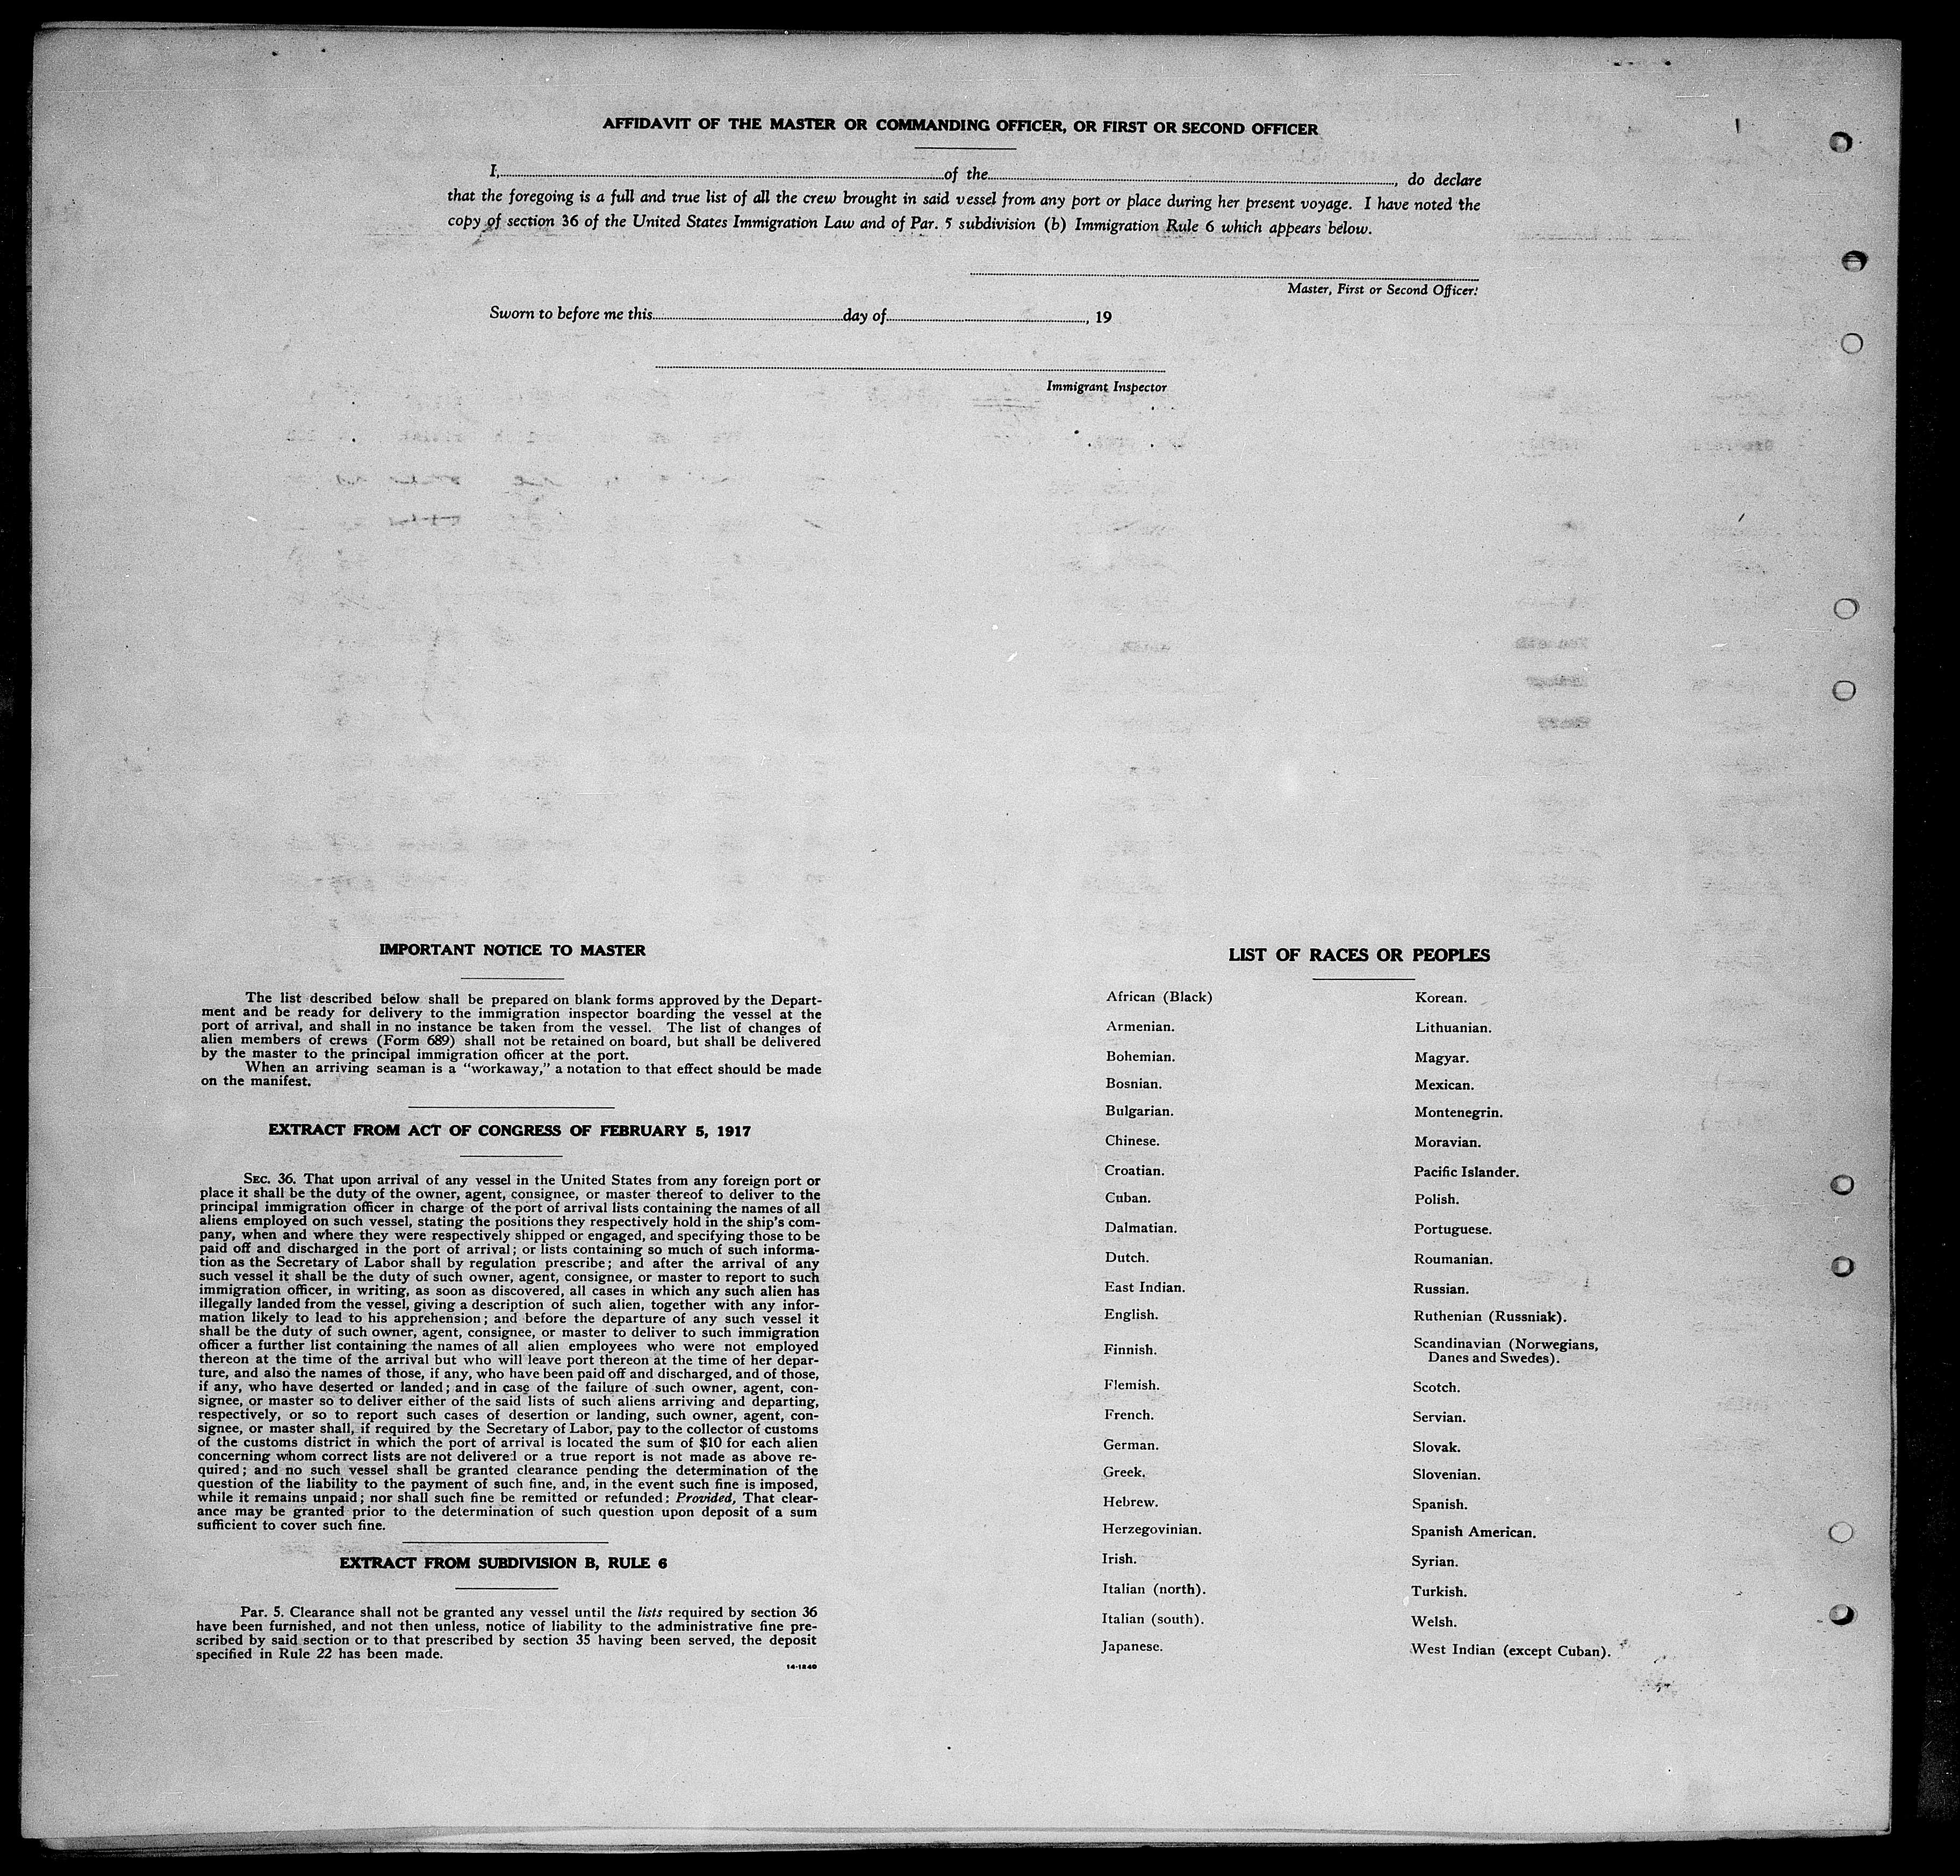 AFFIDAVIT OF THE MASTER OR COMMANDING OFFICER, OR FIRST OR SECOND OFFICER
I, of the , do declare
that the foregoing is a full and true list of all the crew brought in said vessel from any port or place during her present voyage. I have noted the
copy of section 36 of the United States Immigration Law and of Par. 5 subdivision (b) Immigration Rule 6 which appears below.
Master, First or Second Officer.
Sworn to before me this day of , 19
Immigrant Inspector
IMPORTANT NOTICE TO MASTER
The list described below shall be prepared on blank forms approved by the Depart-
ment and be ready for delivery to the immigration inspector boarding the vessel at the
port of arrival, and shall in no instance be taken from the vessel. The list of changes of
alien members of crews (Form 689) shall not be retained on board, but shall be delivered
by the master to the principal immigration officer at the port.
When an arriving seaman is a "workaway," a notation to that effect should be made
on the manifest.
EXTRACT FROM ACT OF CONGRESS OF FEBRUARY 5, 1917
SEC. 36. That upon arrival of any vessel in the United States from any foreign port or
place it shall be the duty of the owner, agent, consignee, or master thereof to deliver to the
principal immigration officer in charge of the port of arrival lists containing the names of all
aliens employed on such vessel, stating the positions they respectively hold in the ship's com-
pany, when and where they were respectively shipped or engaged, and specifying those to be
paid off and discharged in the port of arrival; or lists containing so much of such informa-
tion as the Secretary of Labor shall by regulation prescribe; and after the arrival of any
such vessel it shall be the duty of such owner, agent, consignee, or master to report to such
immigration officer, in writing, as soon as discovered, all cases in which any such alien has
illegally landed from the vessel, giving a description of such alien, together with any infor-
mation likely to lead to his apprehension; and before the departure of any such vessel it
shall be the duty of such owner, agent, consignee, or master to deliver to such immigration
officer a further list containing the names of all alien employees who were not employed
thereon at the time of the arrival but who will leave port thereon at the time of her depar-
ture, and also the names of those, if any, who have been paid off and discharged, and of those,
if any, who have deserted or landed; and in case of the failure of such owner, agent, con-
signee, or master so to deliver either of the said lists of such aliens arriving and departing,
respectively, or so to report such cases of desertion or landing, such owner, agent, con-
signee, or master shall, if required by the Secretary of Labor, pay to the collector of customs
of the customs district in which the port of arrival is located the sum of $10 for each alien
concerning whom correct lists are not delivered or a true report is not made as above re-
quired; and no such vessel shall be granted clearance pending the determination of the
question of the liability to the payment of such fine, and, in the event such fine is imposed,
while it remains unpaid; nor shall such fine be remitted or refunded: Provided, That clear-
ance may be granted prior to the determination of such question upon deposit of a sum
sufficient to cover such fine.
EXTRACT FROM SUBDIVISION B, RULE 6
Par. 5. Clearance shall not be granted any vessel until the lists required by section 36
have been furnished, and not then unless, notice of liability to the administrative fine pre-
scribed by said section or to that prescribed by section 35 having been served, the deposit
specified in Rule 22 has been made.
14-1240
LIST OF RACES OR PEOPLES
African (Black)
Armenian.
Bohemian.
Bosnian.
Bulgarian.
Chinese.
Croatian.
Cuban.
Dalmatian.
Dutch.
East Indian.
English.
Finnish.
Flemish.
French.
German.
Greek.
Hebrew.
Herzegovinian.
Irish.
Italian (north).
Italian (south).
Japanese.
Korean.
Lithuanian.
Magyar.
Mexican.
Montenegrin.
Moravian.
Pacific Islander.
Polish.
Portuguese.
Roumanian.
Russian.
Ruthenian (Russniak).
Scandinavian (Norwegians,
Danes and Swedes).
Scotch.
Servian.
Slovak.
Slovenian.
Spanish.
Spanish American.
Syrian.
Turkish.
Welsh.
West Indian (except Cuban).